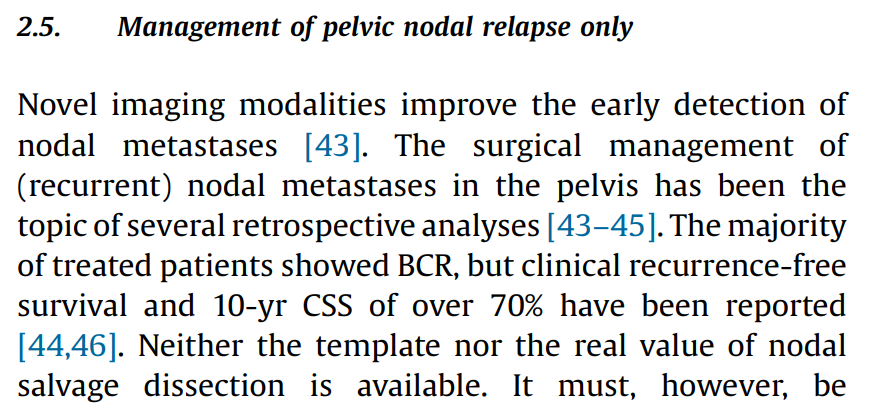 2.5. Management of pelvic nodal relapse only
Novel imaging modalities improve the early detection of
nodal metastases [43]. The surgical management of
(recurrent) nodal metastases in the pelvis has been the
topic of several retrospective analyses [43–45]. The majority
of treated patients showed BCR, but clinical recurrence-free
survival and 10-yr CSS of over 70% have been reported
[44,46]. Neither the template nor the real value of nodal
salvage dissection is available. It must, however, be